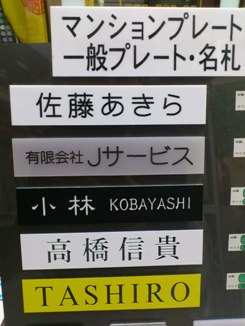 マンションプレート
一般プレート・名札
佐藤あきら
有限会社 Jサービス
小林 KOBAYASHI
高橋信貴
TASHIRO